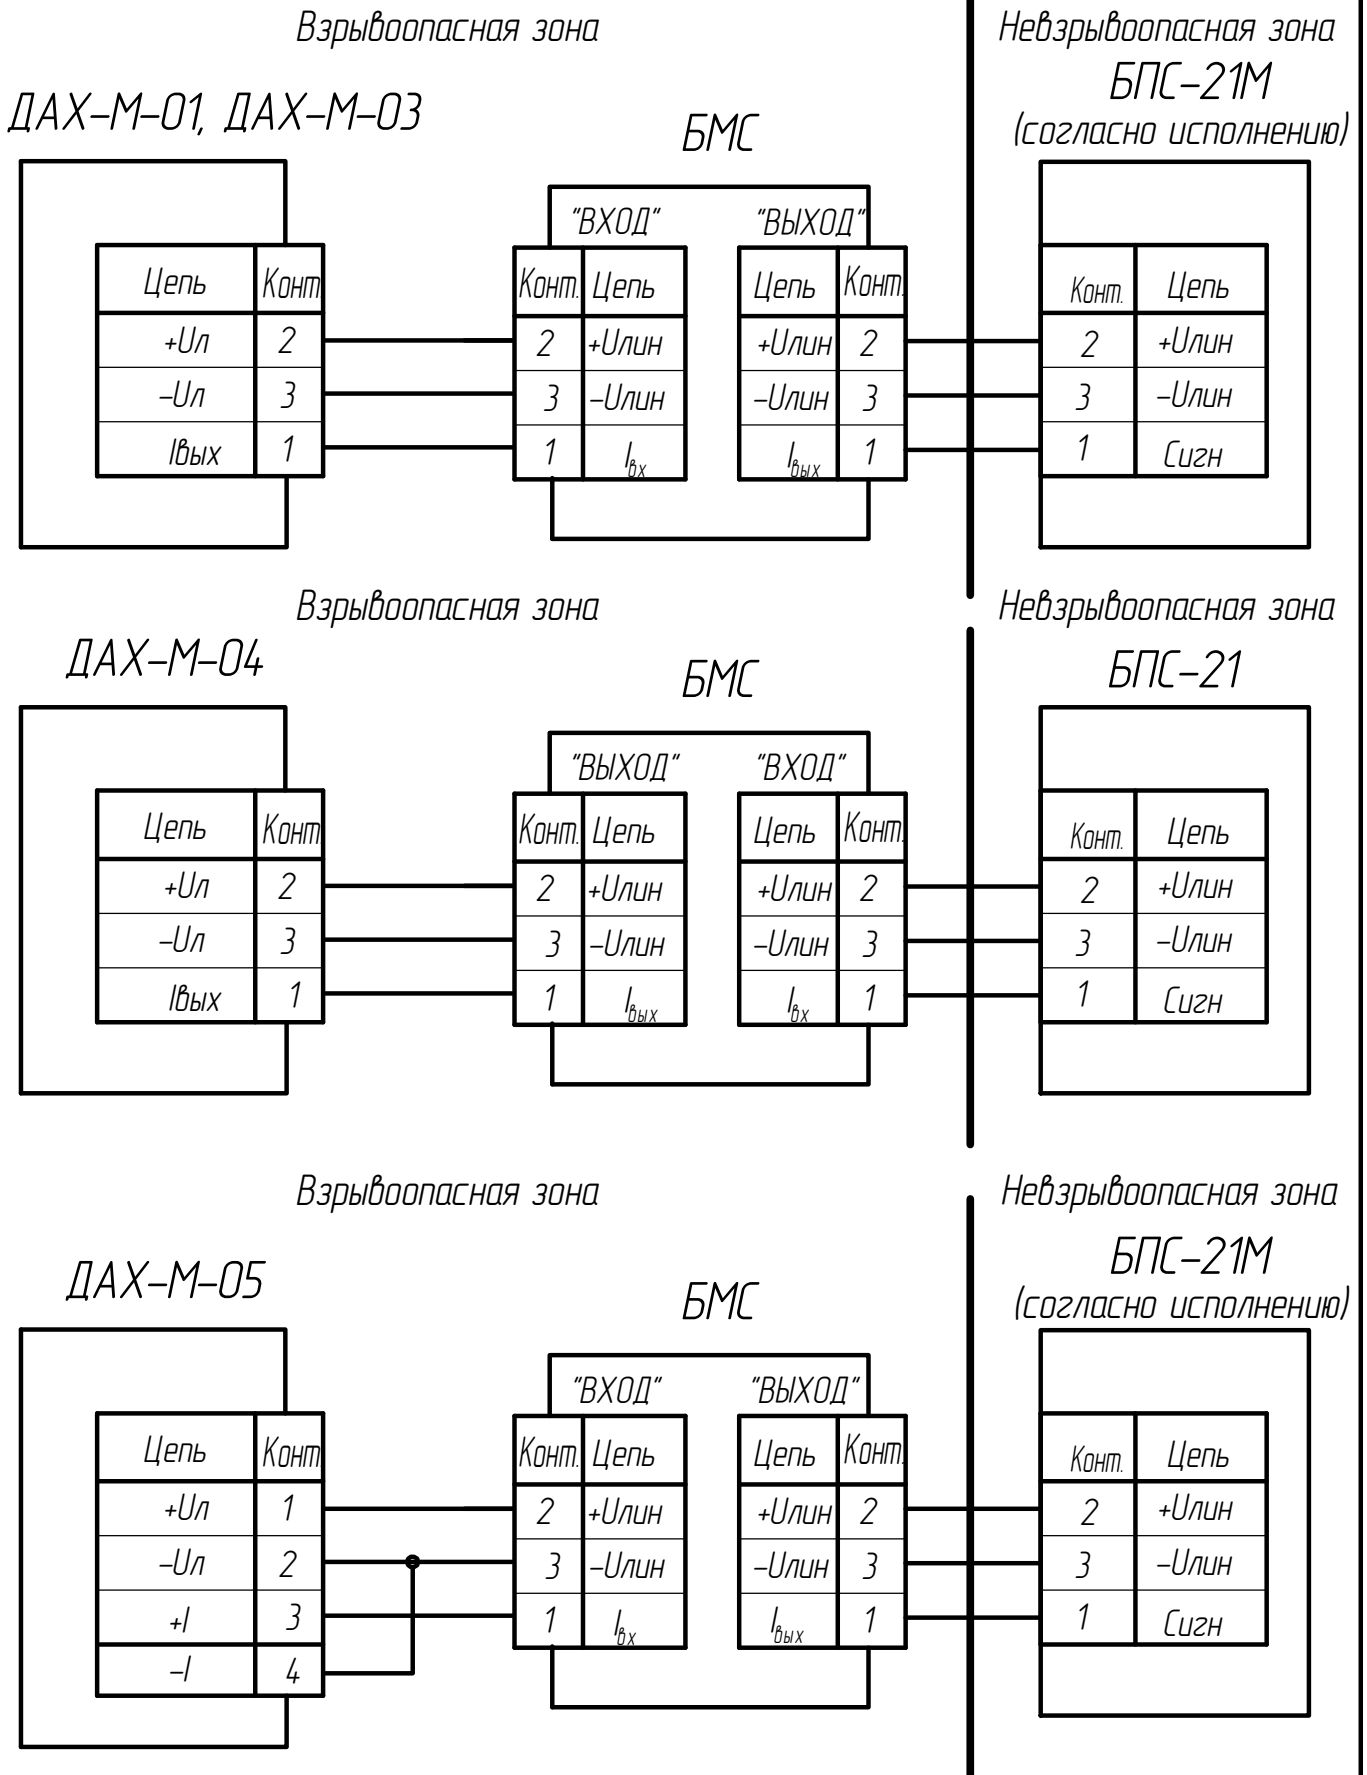 Взрывоопасная зона
Невзрывоопасная зона
ДАХ-М-01, ДАХ-М-03
БМС
БПС-21М
(согласно исполнению)
"ВХОД"
"ВЫХОД"
Цепь Конт
Конт. Цепь
Цепь Конт.
Конт. Цепь
+Uл 2
2 +Uлин
+Uлин 2
2 +Uлин
-Uл 3
3 -Uлин
-Uлин 3
3 -Uлин
Iвых 1
1 Iвх
Iвых 1
1 Сигн
Взрывоопасная зона
Невзрывоопасная зона
ДАХ-М-04
БМС
БПС-21
"ВЫХОД"
"ВХОД"
Цепь Конт
Конт. Цепь
Цепь Конт.
Конт. Цепь
+Uл 2
2 +Uлин
+Uлин 2
2 +Uлин
-Uл 3
3 -Uлин
-Uлин 3
3 -Uлин
Iвых 1
1 Iвых
Iвх 1
1 Сигн
Взрывоопасная зона
Невзрывоопасная зона
ДАХ-М-05
БМС
БПС-21М
(согласно исполнению)
"ВХОД"
"ВЫХОД"
Цепь Конт
Конт. Цепь
Цепь Конт.
Конт. Цепь
+Uл 1
2 +Uлин
+Uлин 2
2 +Uлин
-Uл 2
3 -Uлин
-Uлин 3
3 -Uлин
+I 3
1 Iвх
Iвых 1
1 Сигн
-I 4